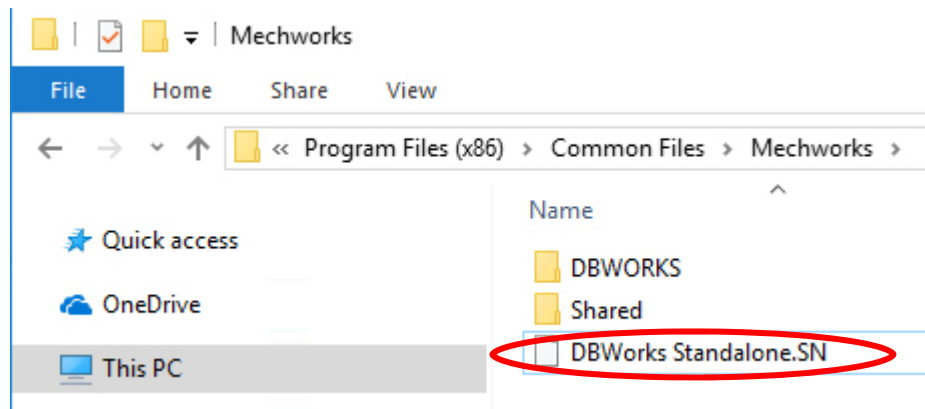 Mechworks
File Home Share View
« Program Files (x86) > Common Files > Mechworks >
Name
Quick access
DBWORKS
OneDrive
Shared
DBWorks Standalone.SN
This PC